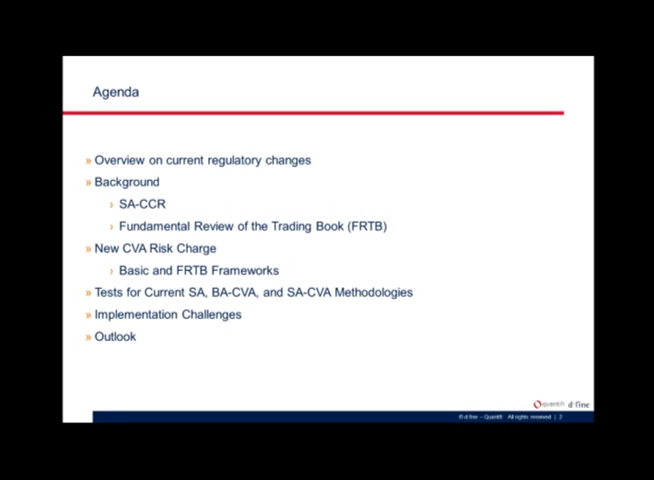 Agenda
» Overview on current regulatory changes
» Background
› SA-CCR
› Fundamental Review of the Trading Book (FRTB)
» New CVA Risk Charge
› Basic and FRTB Frameworks
» Tests for Current SA, BA-CVA, and SA-CVA Methodologies
» Implementation Challenges
» Outlook
quantifi d-fine
© d-fine – Quantifi All rights reserved | 2